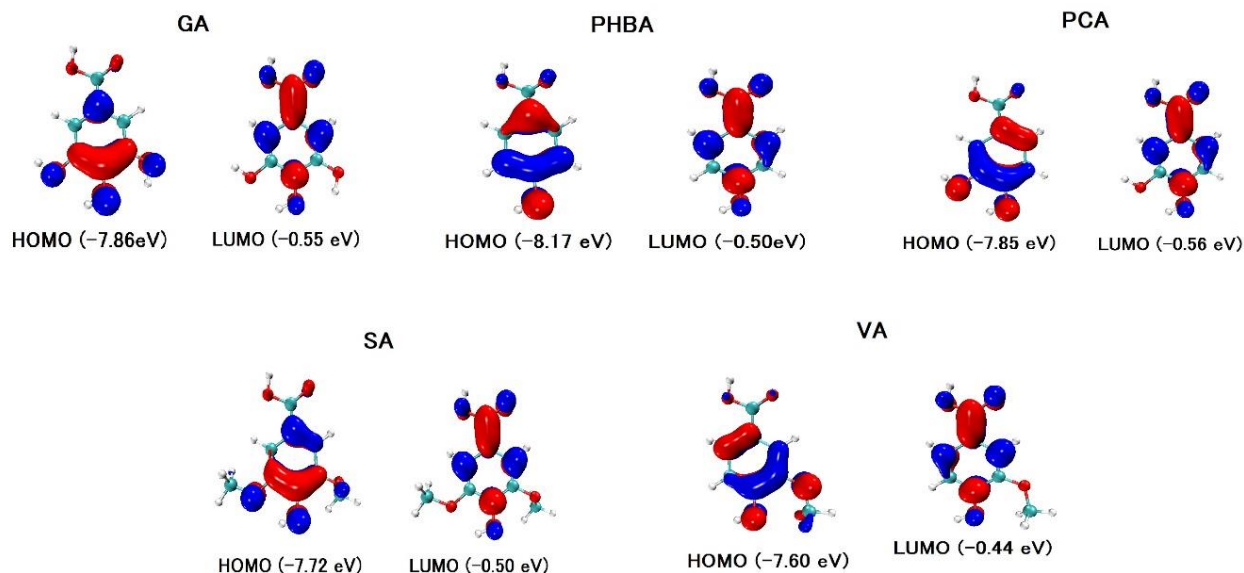 GA
PHBA
PCA
HOMO (−7.86eV)
LUMO (−0.55 eV)
HOMO (−8.17 eV)
LUMO (−0.50eV)
HOMO (−7.85 eV)
LUMO (−0.56 eV)
SA
VA
HOMO (−7.72 eV)
LUMO (−0.50 eV)
HOMO (−7.60 eV)
LUMO (−0.44 eV)